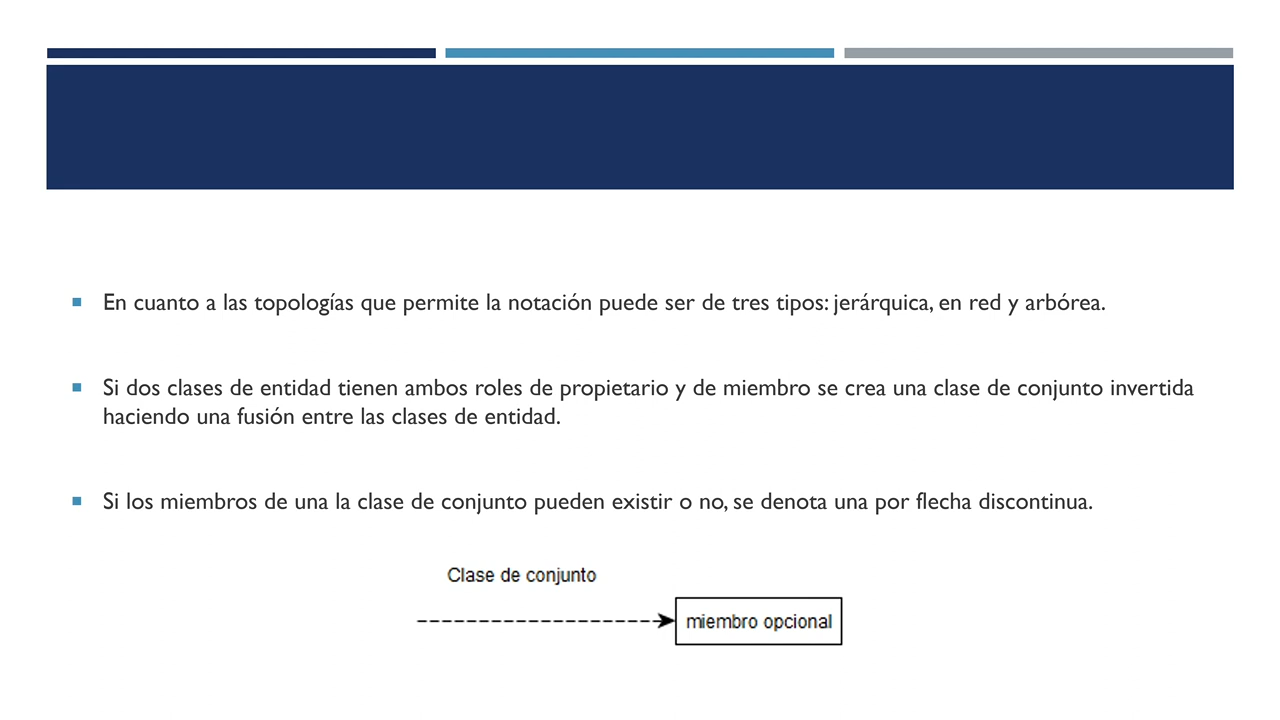 En cuanto a las topologías que permite la notación puede ser de tres tipos: jerárquica, en red y arbórea.
Si dos clases de entidad tienen ambos roles de propietario y de miembro se crea una clase de conjunto invertida
haciendo una fusión entre las clases de entidad.
Si los miembros de una la clase de conjunto pueden existir o no, se denota una por flecha discontinua.
Clase de conjunto
miembro opcional